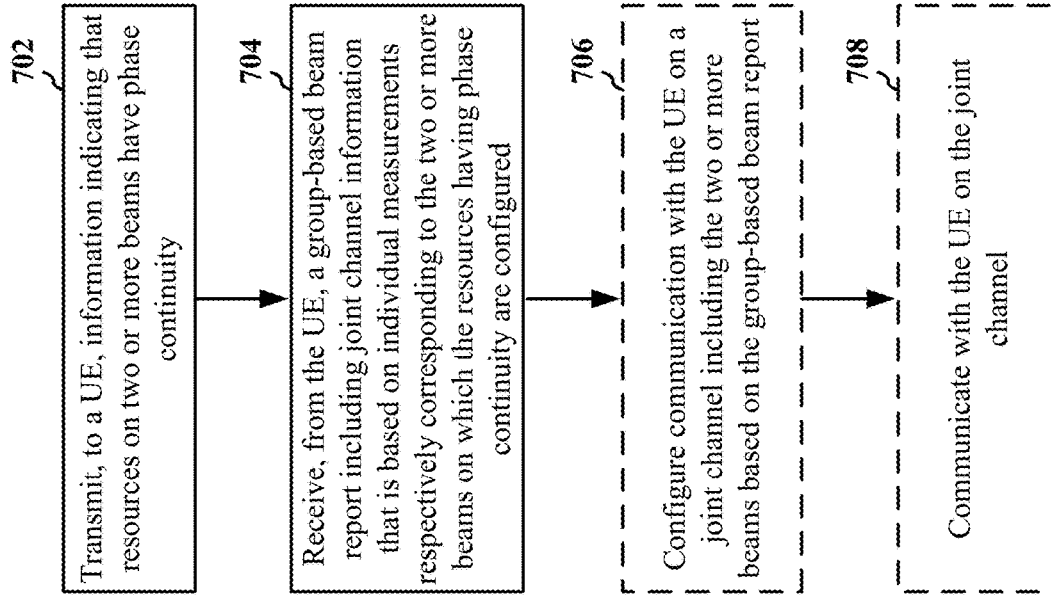 702
Transmit, to a UE, information indicating that
resources on two or more beams have phase
continuity
704
Receive, from the UE, a group-based beam
report including joint channel information
that is based on individual measurements
respectively corresponding to the two or more
beams on which the resources having phase
continuity are configured
706
Configure communication with the UE on a
joint channel including the two or more
beams based on the group-based beam report
708
Communicate with the UE on the joint
channel